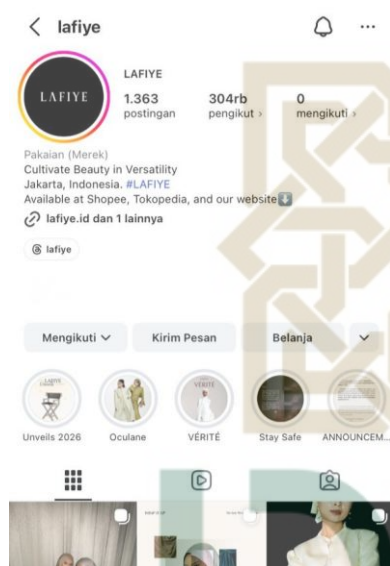 lafiye
LAFIYE
LAFIYE
1.363 304rb 0
postingan pengikut mengikuti
Pakaian (Merek)
Cultivate Beauty in Versatility
Jakarta, Indonesia. #LAFIYE
Available at Shopee, Tokopedia, and our website
lafiye.id dan 1 lainnya
lafiye
Mengikuti Kirim Pesan Belanja
VÉRITÉ
Unveils 2026 Oculane VÉRITÉ Stay Safe ANNOUNCEM...